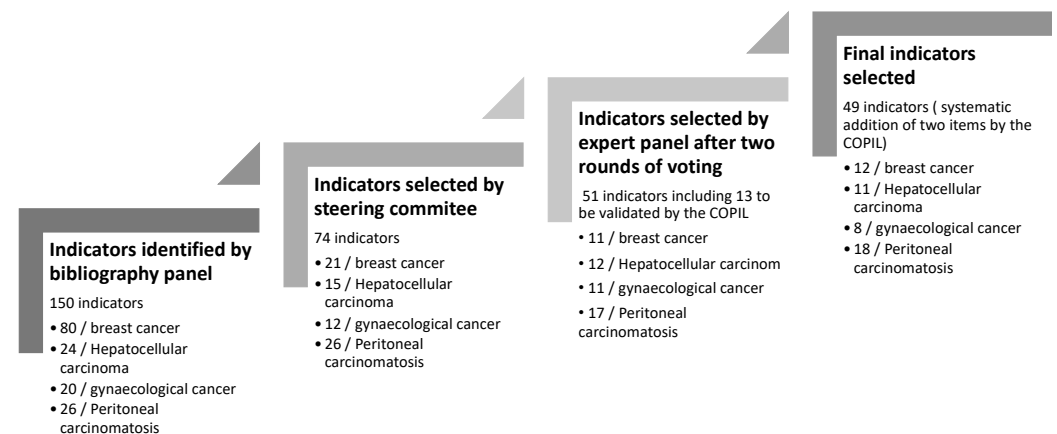 Indicators identified by
bibliography panel
150 indicators
• 80 / breast cancer
• 24 / Hepatocellular
carcinoma
• 20 / gynaecological cancer
• 26 / Peritoneal
carcinomatosis
Indicators selected by
steering commitee
74 indicators
• 21 / breast cancer
• 15 / Hepatocellular
carcinoma
• 12 / gynaecological cancer
• 26 / Peritoneal
carcinomatosis
Indicators selected by
expert panel after two
rounds of voting
51 indicators including 13 to
be validated by the COPIL
• 11 / breast cancer
• 12 / Hepatocellular carcinom
• 11 / gynaecological cancer
• 17 / Peritoneal
carcinomatosis
Final indicators
selected
49 indicators ( systematic
addition of two items by the
COPIL)
• 12 / breast cancer
• 11 / Hepatocellular
carcinoma
• 8 / gynaecological cancer
• 18 / Peritoneal
carcinomatosis